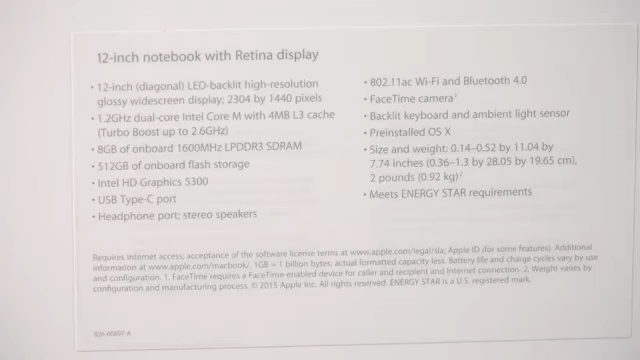 12-inch notebook with Retina display
• 12-inch (diagonal) LED-backlit high-resolution
glossy widescreen display; 2304 by 1440 pixels
• 1.2GHz dual-core Intel Core M with 4MB L3 cache
(Turbo Boost up to 2.6GHz)
• 8GB of onboard 1600MHz LPDDR3 SDRAM
• 512GB of onboard flash storage
• Intel HD Graphics 5300
• USB Type-C port
• Headphone port; stereo speakers
• 802.11ac Wi-Fi and Bluetooth 4.0
• FaceTime camera¹
• Backlit keyboard and ambient light sensor
• Preinstalled OS X
• Size and weight: 0.14–0.52 by 11.04 by
7.74 inches (0.36–1.3 by 28.05 by 19.65 cm),
2 pounds (0.92 kg)²
• Meets ENERGY STAR requirements
Requires Internet access; acceptance of the software license terms at www.apple.com/legal/sla; Apple ID (for some features). Additional
information at www.apple.com/macbook/. 1GB = 1 billion bytes; actual formatted capacity less. Battery life and charge cycles vary by use
and configuration. 1. FaceTime requires a FaceTime-enabled device for caller and recipient and Internet connection. 2. Weight varies by
configuration and manufacturing process. © 2015 Apple Inc. All rights reserved. ENERGY STAR is a U.S. registered mark.